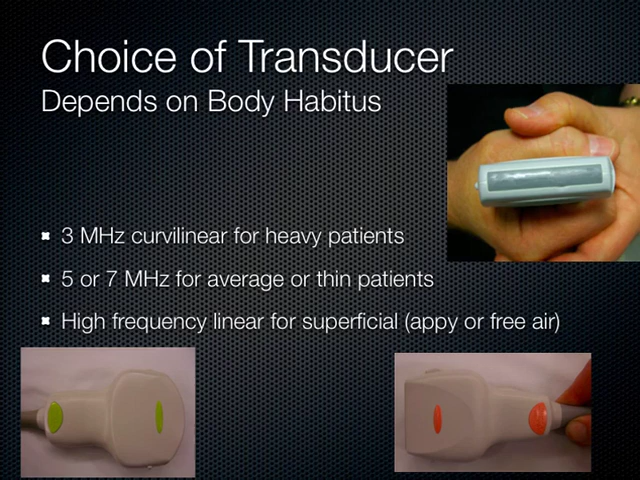 Choice of Transducer
Depends on Body Habitus
3 MHz curvilinear for heavy patients
5 or 7 MHz for average or thin patients
High frequency linear for superficial (appy or free air)